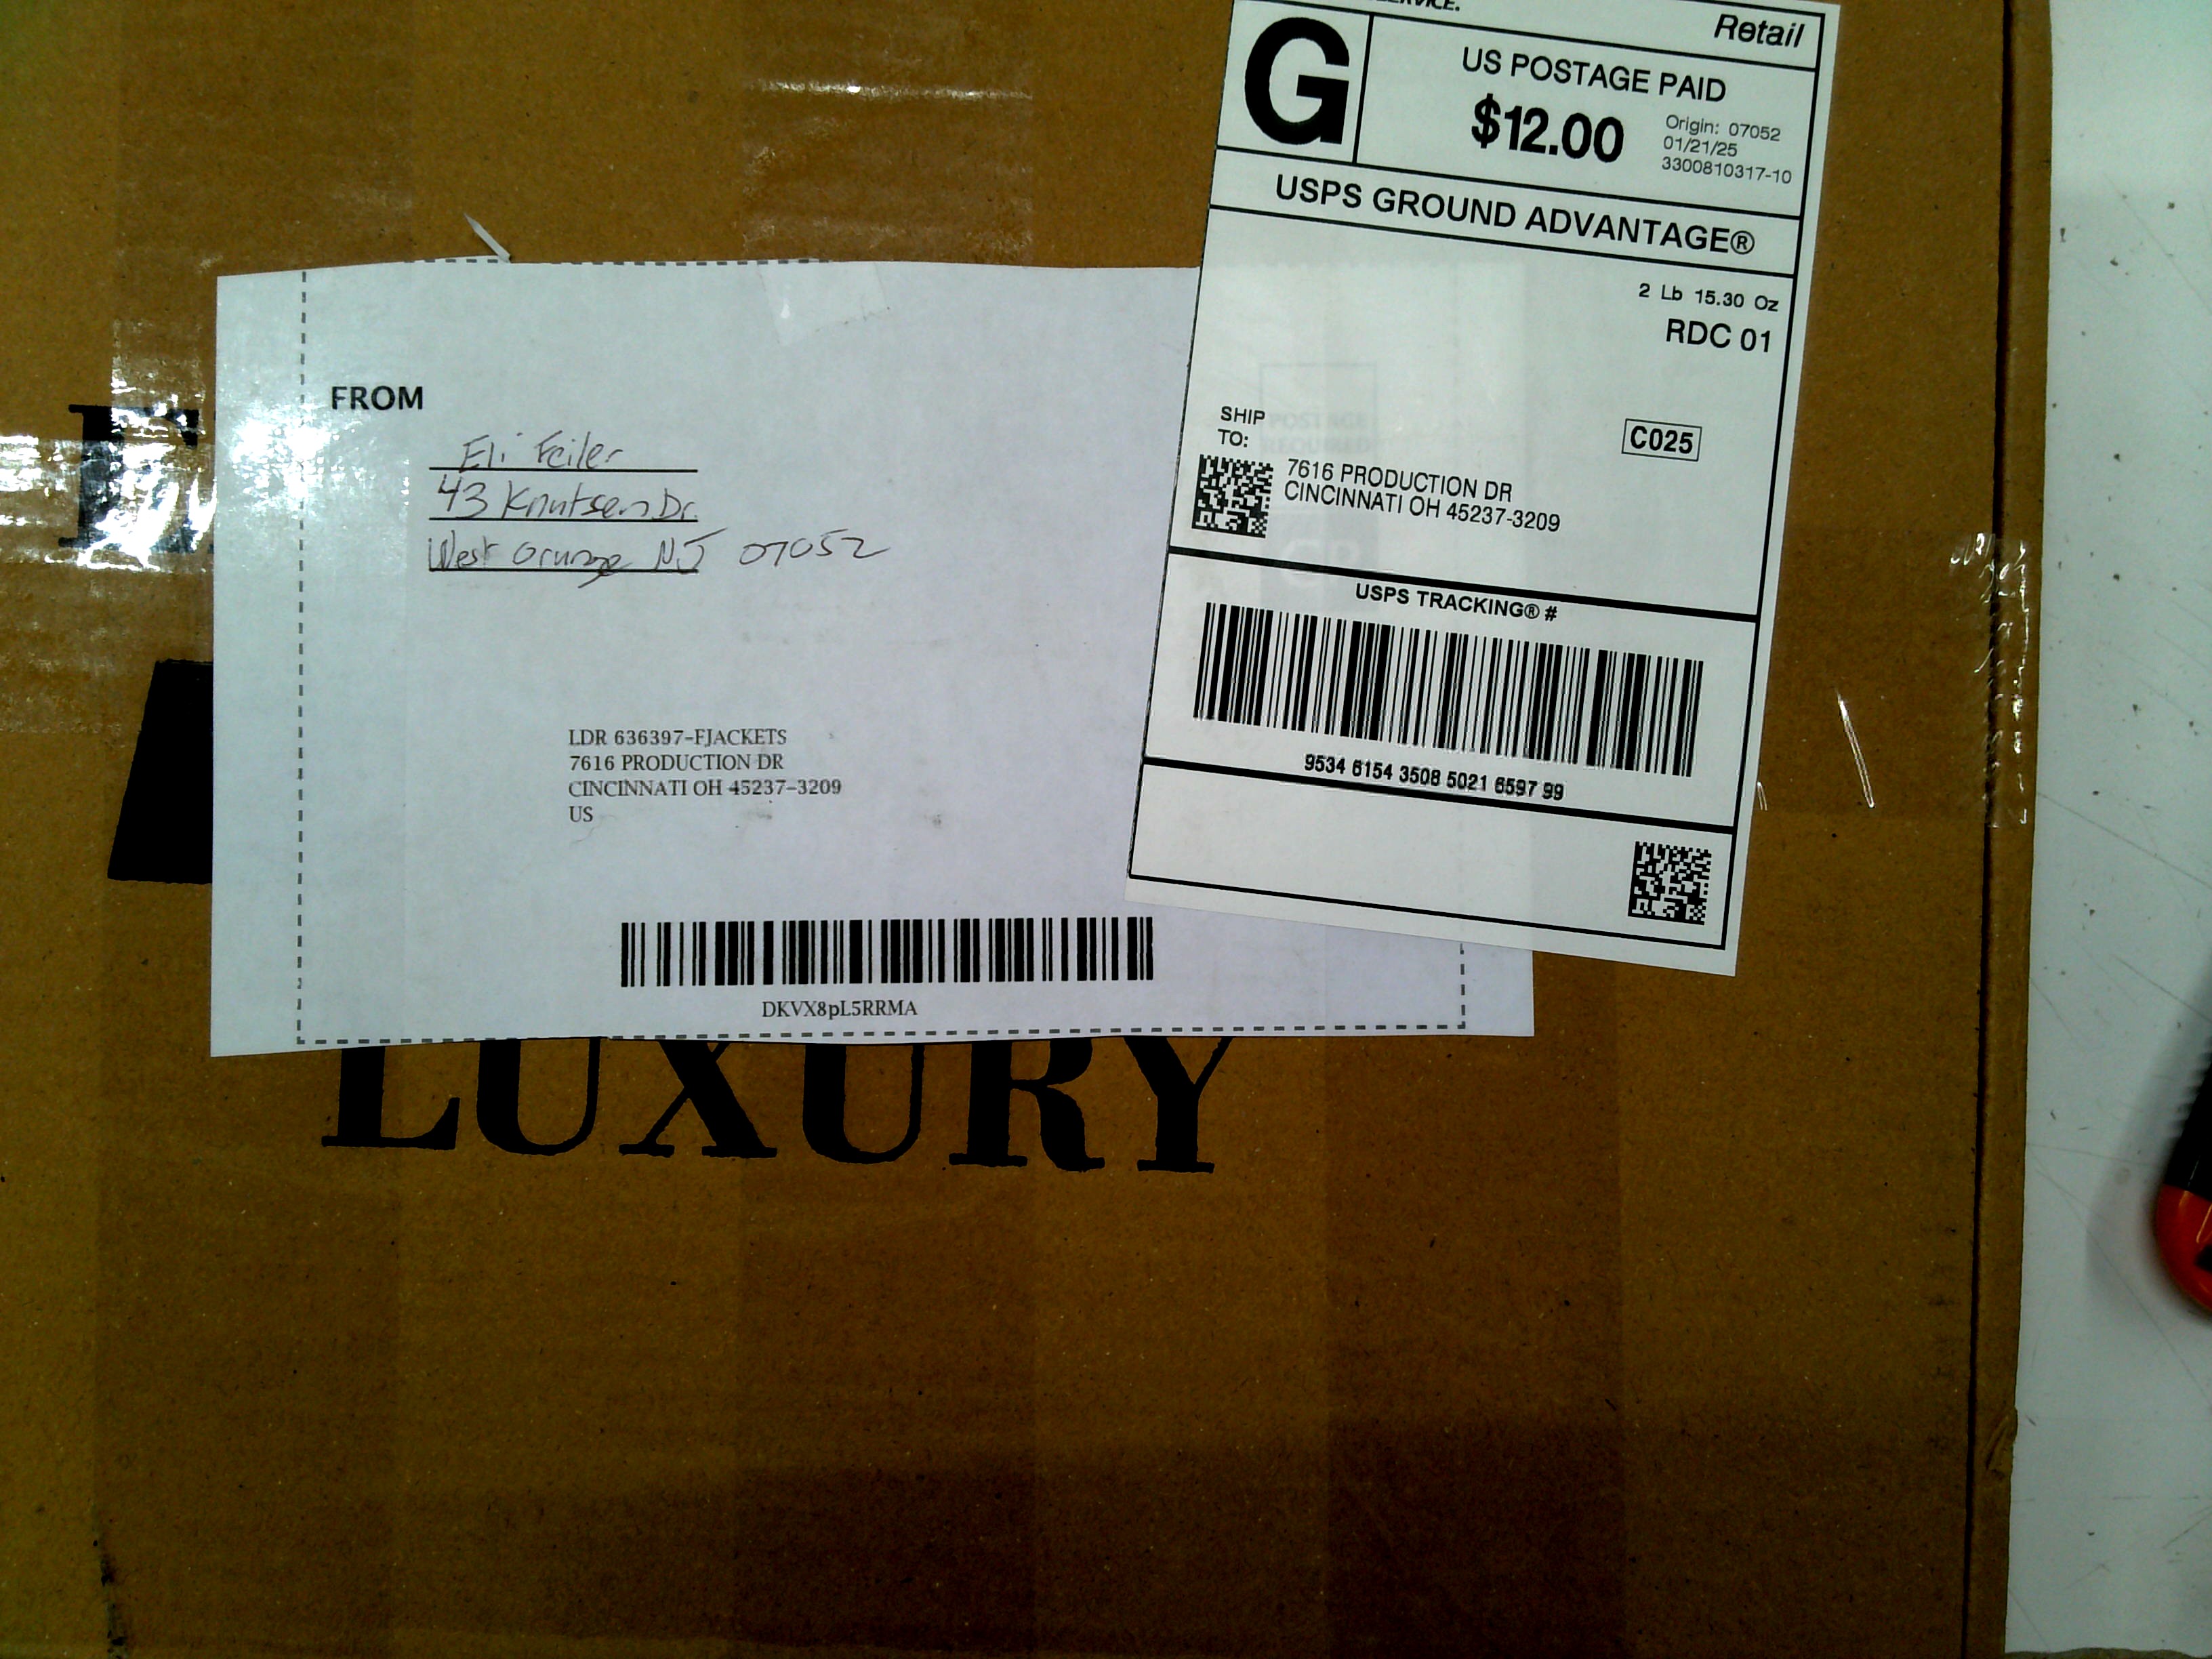 Retail
G
US POSTAGE PAID
$12.00
Origin: 07052
01/21/25
3300810317-10
USPS GROUND ADVANTAGE®
2 Lb 15.30 Oz
RDC 01
C025
SHIP
TO:
7616 PRODUCTION DR
CINCINNATI OH 45237-3209
USPS TRACKING® #
9534 6154 3508 5021 6597 99
FROM
Eli Feiler
43 Knutsen Dr.
West Orange NJ 07052
LDR 636397-FJACKETS
7616 PRODUCTION DR
CINCINNATI OH 45237-3209
US
DKVX8pL5RRMA
LUXURY